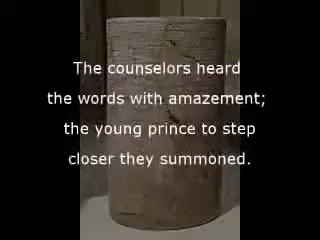 The counselors heard
the words with amazement;
the young prince to step
closer they summoned.